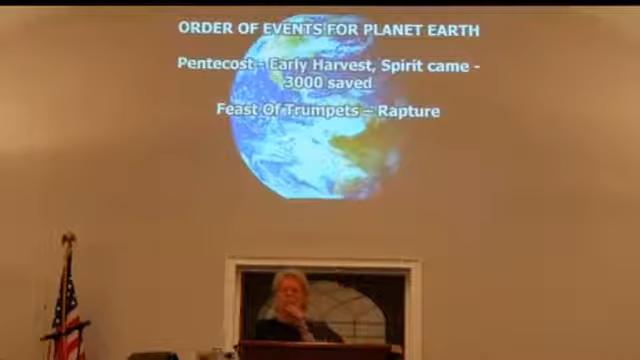 ORDER OF EVENTS FOR PLANET EARTH
Pentecost - Early Harvest, Spirit came -
3000 saved
Feast Of Trumpets – Rapture